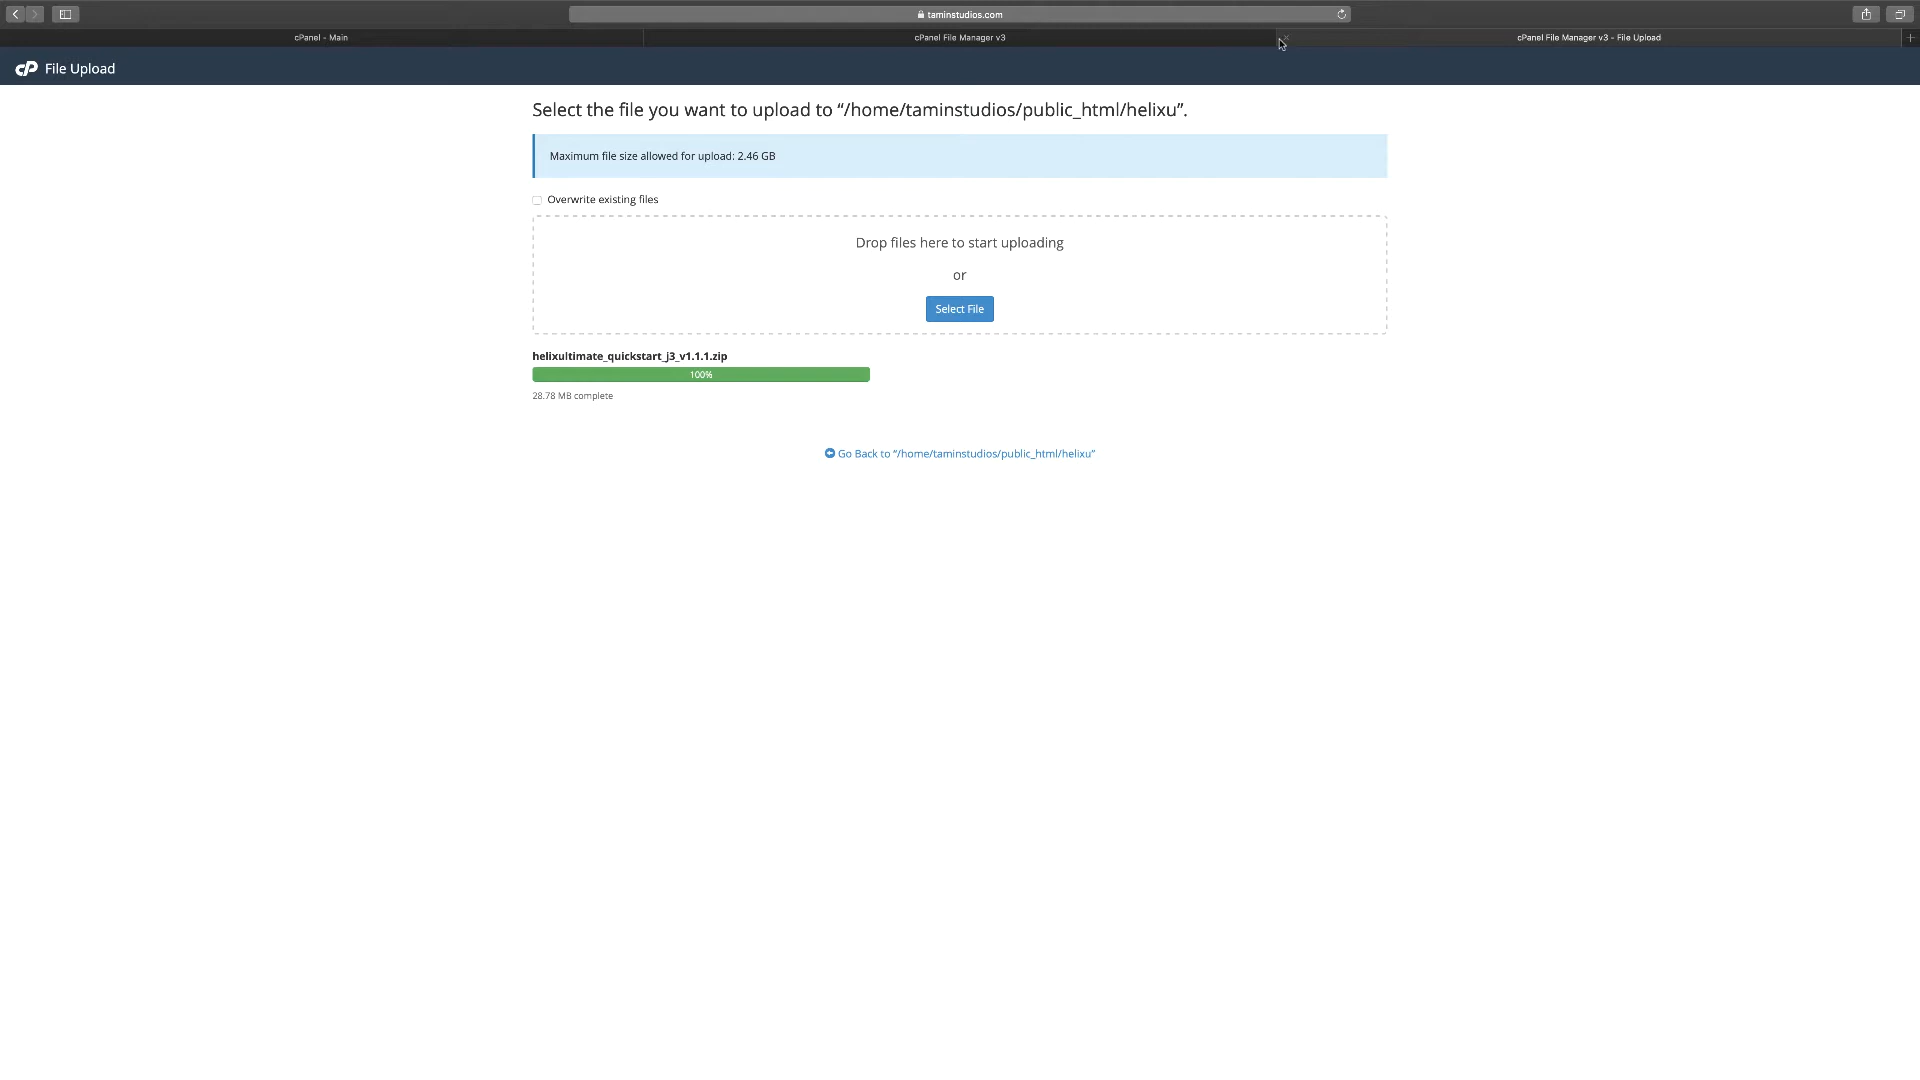 taminstudios.com
cPanel - Main
cPanel File Manager v3
cPanel File Manager v3 - File Upload
cP File Upload
Select the file you want to upload to “/home/taminstudios/public_html/helixu”.
Maximum file size allowed for upload: 2.46 GB
Overwrite existing files
Drop files here to start uploading
or
Select File
helixultimate_quickstart_j3_v1.1.1.zip
100%
28.78 MB complete
Go Back to “/home/taminstudios/public_html/helixu”